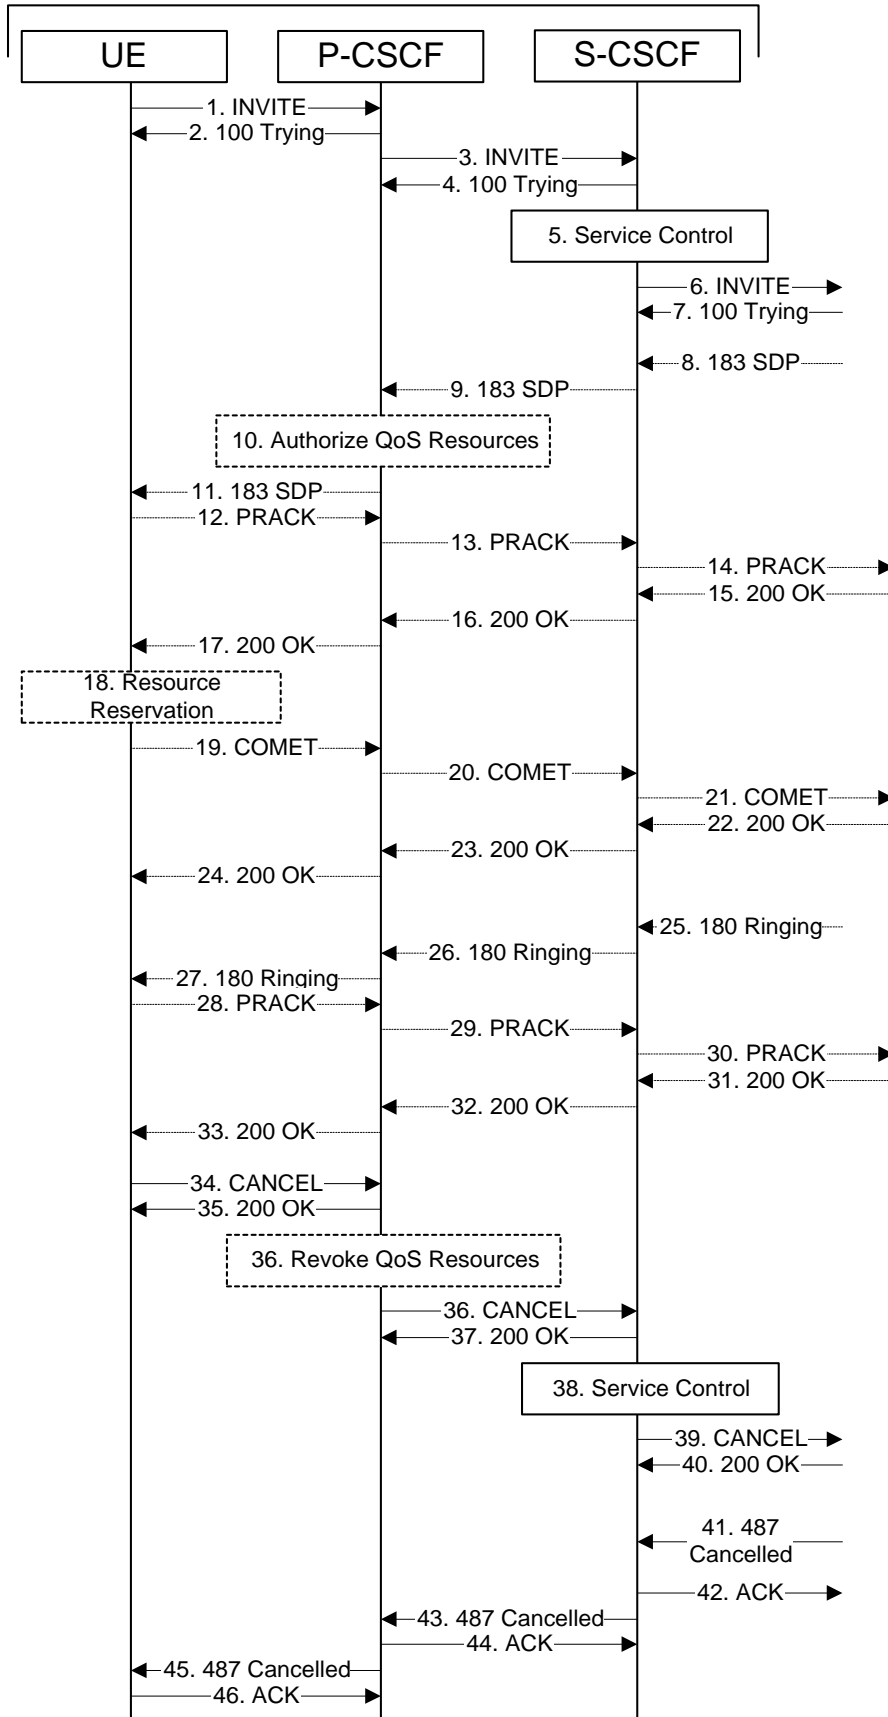 UE
P-CSCF
S-CSCF
1. INVITE
2. 100 Trying
3. INVITE
4. 100 Trying
5. Service Control
6. INVITE
7. 100 Trying
8. 183 SDP
9. 183 SDP
10. Authorize QoS Resources
11. 183 SDP
12. PRACK
13. PRACK
14. PRACK
15. 200 OK
16. 200 OK
17. 200 OK
18. Resource
Reservation
19. COMET
20. COMET
21. COMET
22. 200 OK
23. 200 OK
24. 200 OK
25. 180 Ringing
26. 180 Ringing
27. 180 Ringing
28. PRACK
29. PRACK
30. PRACK
31. 200 OK
32. 200 OK
33. 200 OK
34. CANCEL
35. 200 OK
36. Revoke QoS Resources
36. CANCEL
37. 200 OK
38. Service Control
39. CANCEL
40. 200 OK
41. 487
Cancelled
42. ACK
43. 487 Cancelled
44. ACK
45. 487 Cancelled
46. ACK